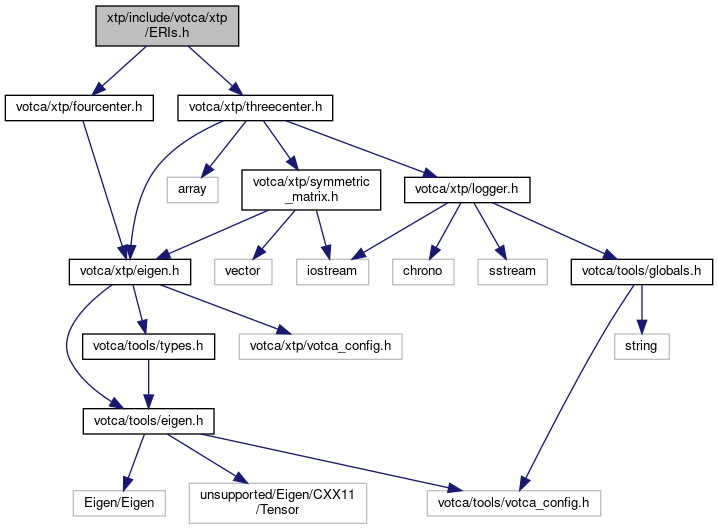 xtp/include/votca/xtp
/ERIs.h
votca/xtp/fourcenter.h
votca/xtp/threecenter.h
array
votca/xtp/symmetric
_matrix.h
votca/xtp/logger.h
votca/xtp/eigen.h
vector
iostream
chrono
sstream
votca/tools/globals.h
votca/tools/types.h
votca/xtp/votca_config.h
string
votca/tools/eigen.h
Eigen/Eigen
unsupported/Eigen/CXX11
/Tensor
votca/tools/votca_config.h